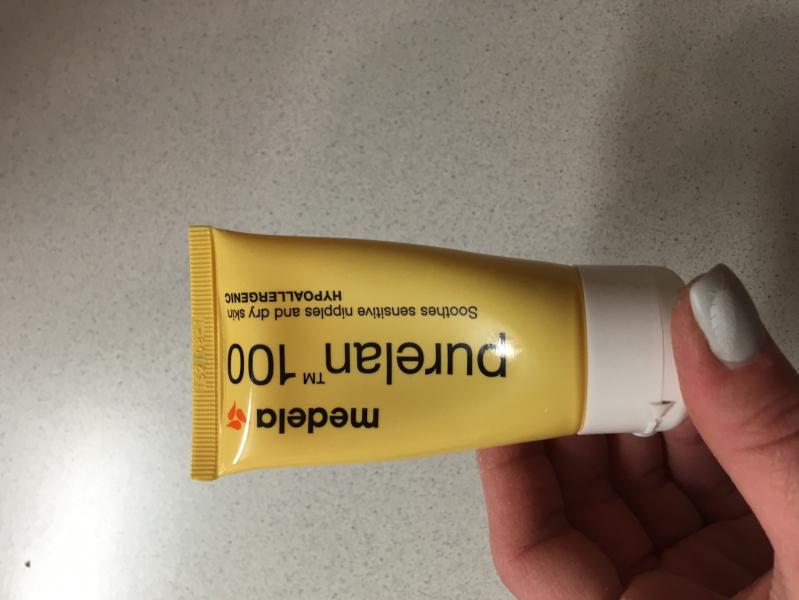 medela
purelan™ 100
Soothes sensitive nipples and dry skin
HYPOALLERGENIC